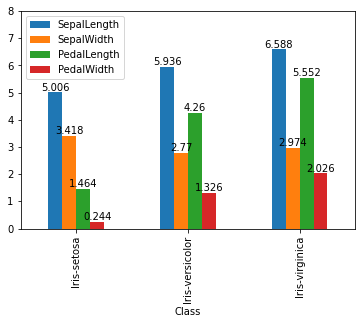 8
7
6
5
4
3
2
1
0
SepalLength
SepalWidth
PedalLength
PedalWidth
5.006
3.418
1.464
0.244
5.936
2.77
4.26
1.326
6.588
2.974
5.552
2.026
Iris-setosa
Iris-versicolor
Iris-virginica
Class